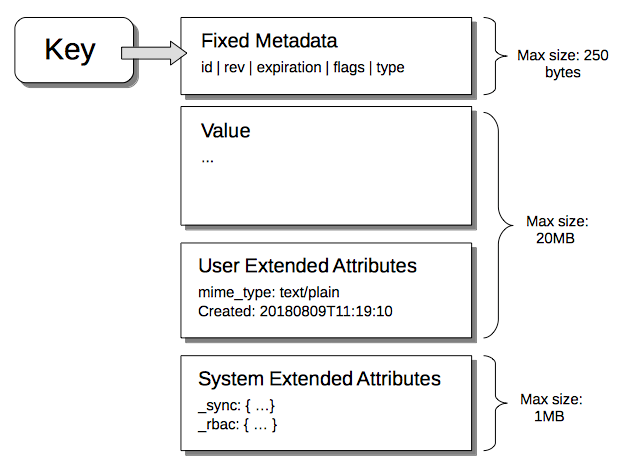 Key
Fixed Metadata
id | rev | expiration | flags | type
Max size: 250
bytes
Value
...
Max size:
20MB
User Extended Attributes
mime_type: text/plain
Created: 20180809T11:19:10
System Extended Attributes
_sync: { …}
_rbac: { … }
Max size:
1MB